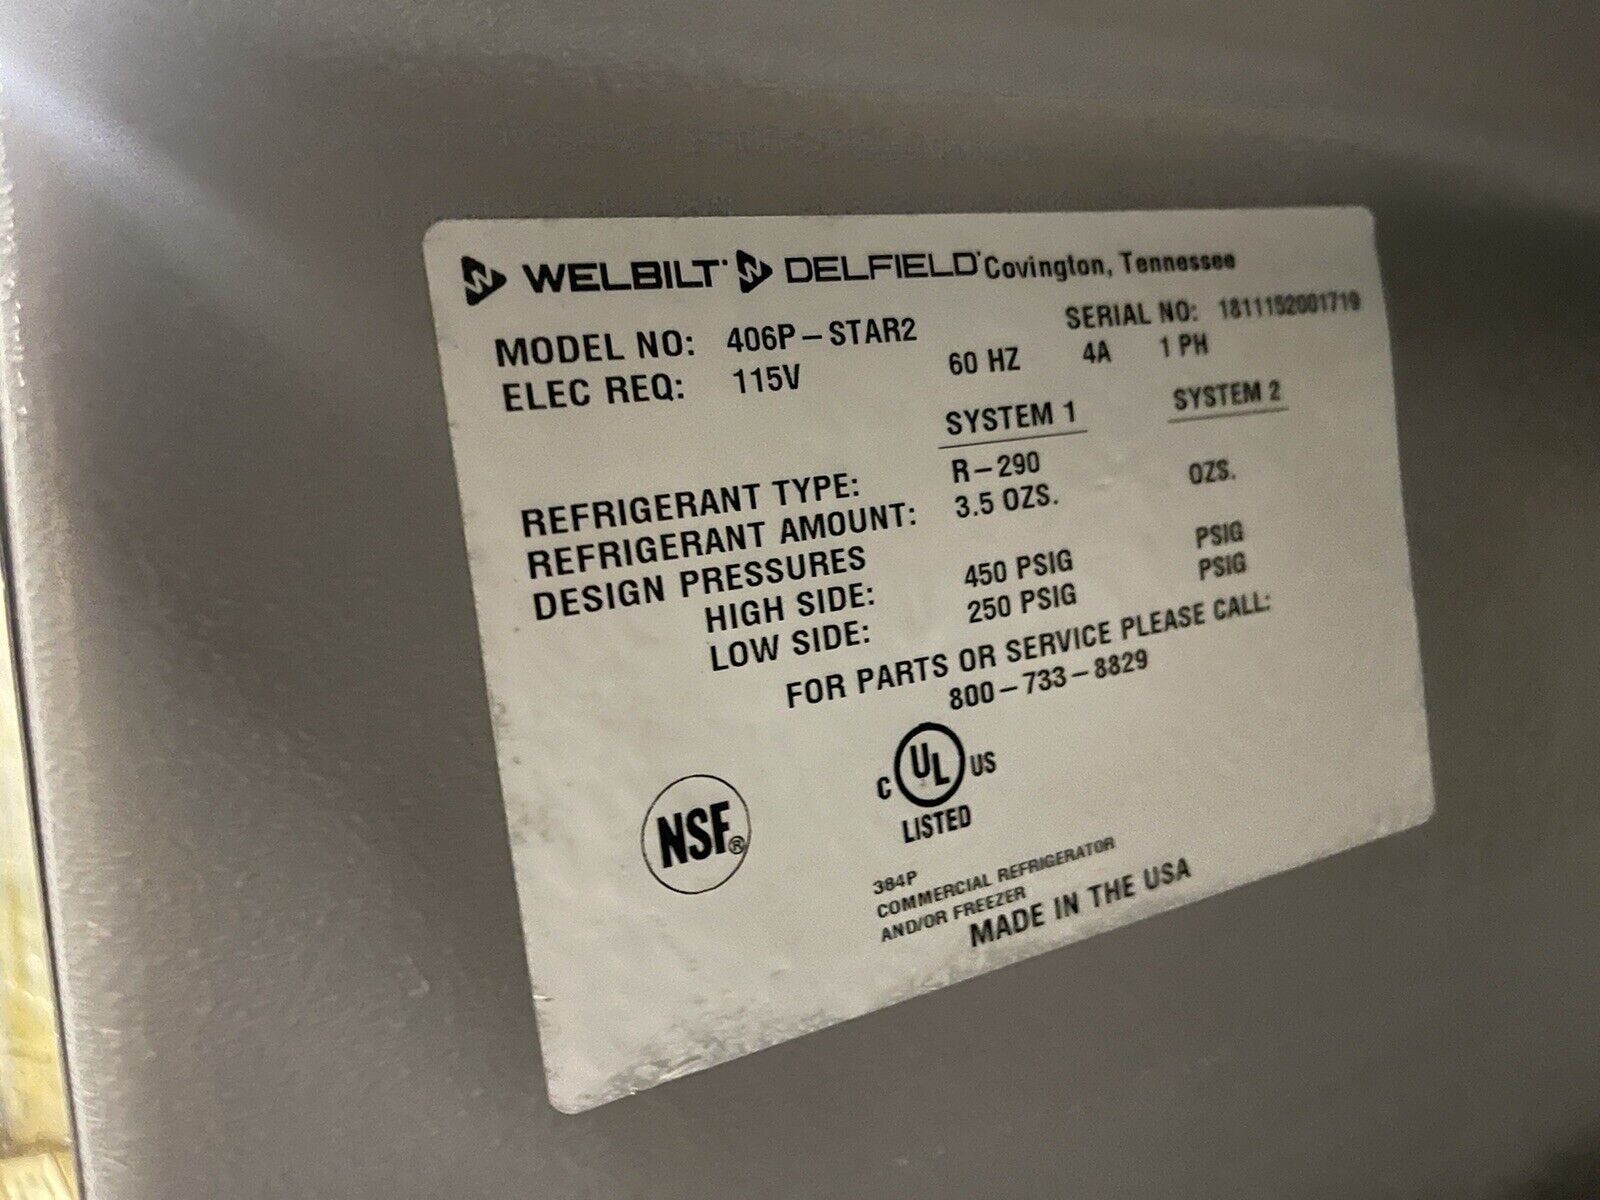 WELBILT DELFIELD Covington, Tennessee
MODEL NO: 406P-STAR2 SERIAL NO: 1811152001719
ELEC REQ: 115V 60 HZ 4A 1 PH
SYSTEM 1 SYSTEM 2
REFRIGERANT TYPE: R-290
REFRIGERANT AMOUNT: 3.5 OZS. OZS.
DESIGN PRESSURES
HIGH SIDE: 450 PSIG PSIG
LOW SIDE: 250 PSIG PSIG
FOR PARTS OR SERVICE PLEASE CALL:
800-733-8829
NSF®
C UL US
LISTED
384P
COMMERCIAL REFRIGERATOR
AND/OR FREEZER
MADE IN THE USA